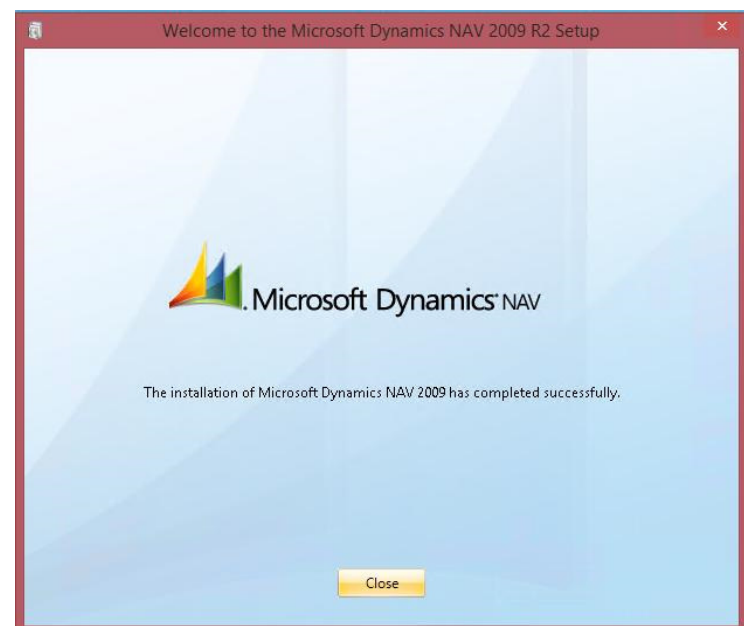 Welcome to the Microsoft Dynamics NAV 2009 R2 Setup
Microsoft Dynamics NAV
The installation of Microsoft Dynamics NAV 2009 has completed successfully.
Close